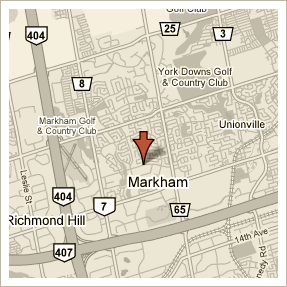 Golf Club
404
25
3
York Downs Golf
& Country Club
8
Markham Golf
& Country Club
Unionville
Leslie St
Markham
404
7
65
Richmond Hill
14th Ave
407
nedy Rd